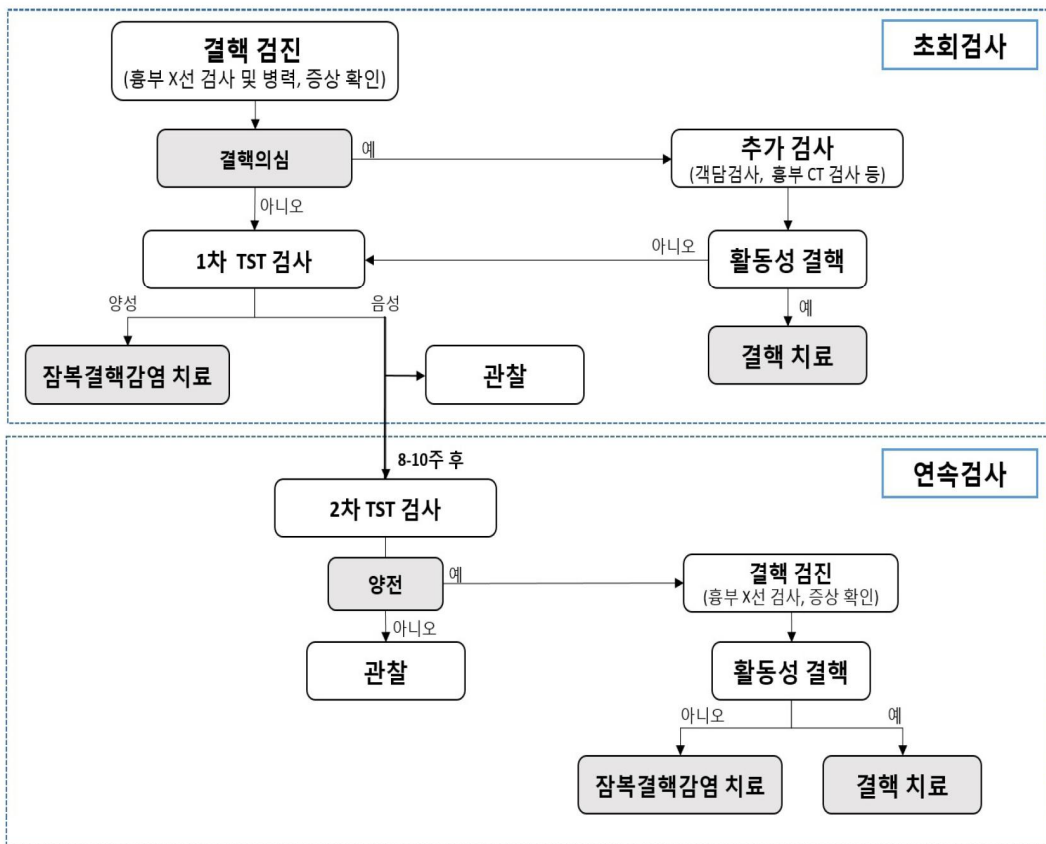 초회검사
결핵 검진
(흉부 X선 검사 및 병력, 증상 확인)
결핵의심
예
추가 검사
(객담검사, 흉부 CT 검사 등)
아니오
1차 TST 검사
아니오
활동성 결핵
양성
음성
예
잠복결핵감염 치료
관찰
결핵 치료
8-10주 후
연속검사
2차 TST 검사
양전
예
결핵 검진
(흉부 X선 검사, 증상 확인)
아니오
관찰
활동성 결핵
아니오
예
잠복결핵감염 치료
결핵 치료